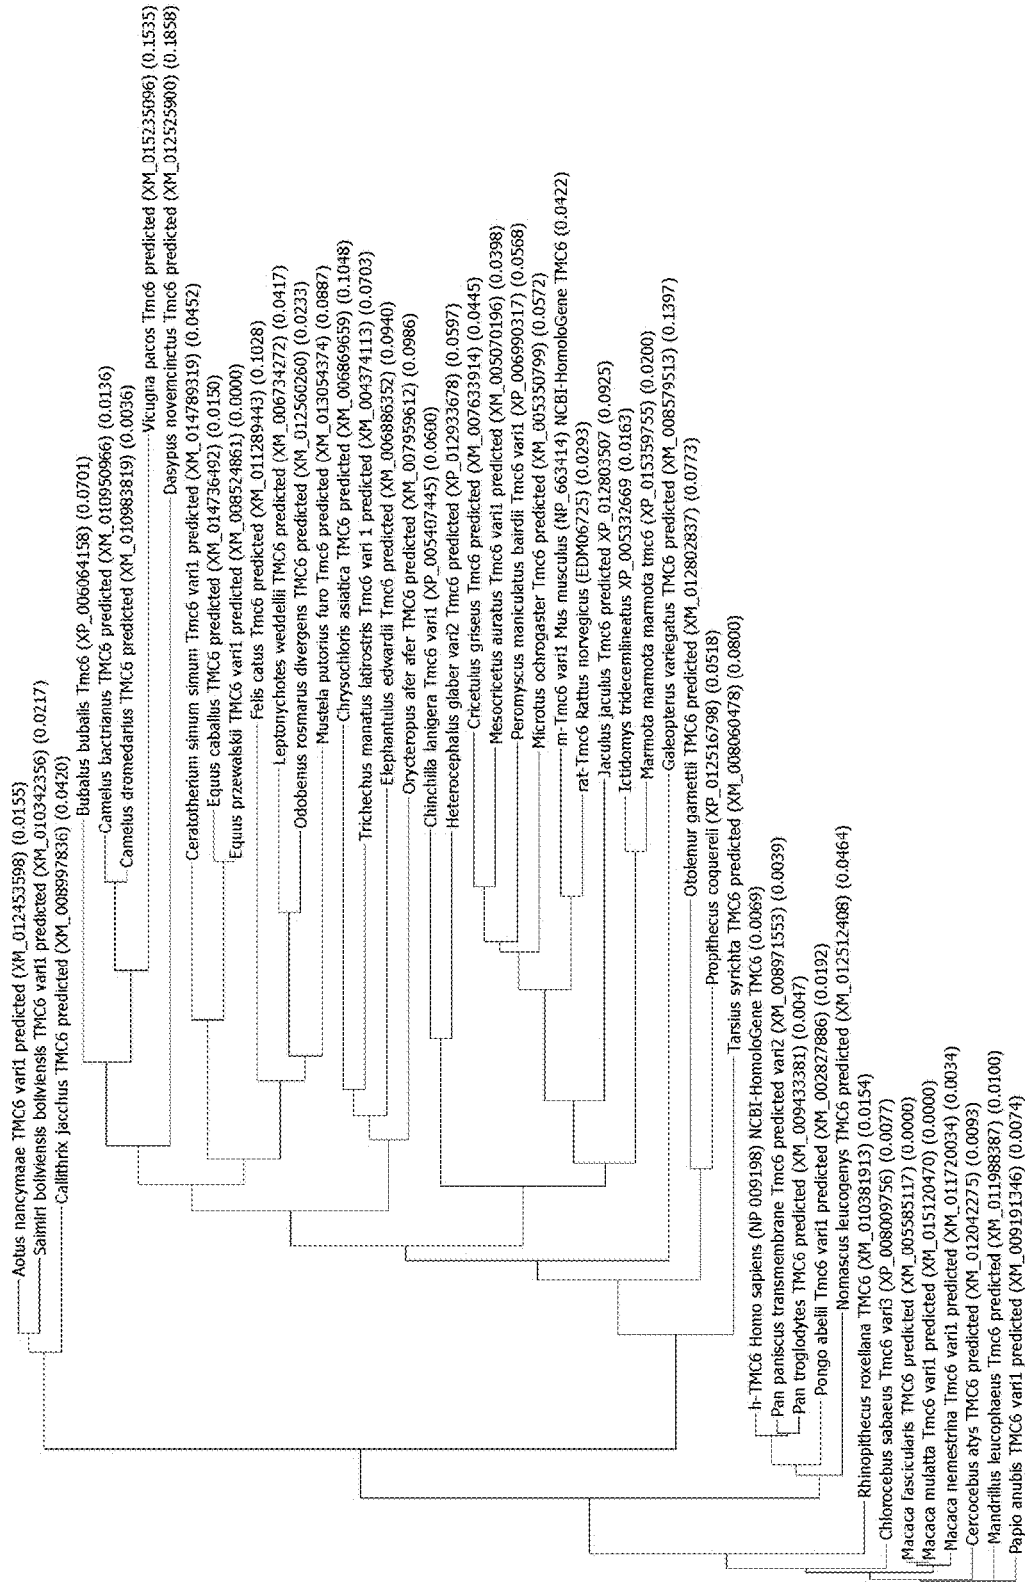 Aotus nancymaae TMC6 vari1 predicted (XM_012453598) (0.0155)
Saimiri boliviensis boliviensis TMC6 vari1 predicted (XM_010342356) (0.0217)
Callithrix jacchus TMC6 predicted (XM_008997836) (0.0420)
Bubalus bubalis Tmc6 (XP_006064158) (0.0701)
Camelus bactrianus TMC6 predicted (XM_010950966) (0.0136)
Camelus dromedarius TMC6 predicted (XM_010983819) (0.0036)
Vicugna pacos Tmc6 predicted (XM_015235096) (0.1535)
Dasypus novemcinctus Tmc6 predicted (XM_012525900) (0.1858)
Ceratotherium simum simum Tmc6 vari1 predicted (XM_014789319) (0.0452)
Equus caballus TMC6 predicted (XM_014736492) (0.0150)
Equus przewalskii TMC6 vari1 predicted (XM_008524861) (0.0000)
Felis catus Tmc6 predicted (XM_011289443) (0.1028)
Leptonychotes weddellii TMC6 predicted (XM_006734272) (0.0417)
Odobenus rosmarus divergens TMC6 predicted (XM_012560260) (0.0233)
Mustela putorius furo Tmc6 predicted (XM_013054374) (0.0887)
Chrysochloris asiatica TMC6 predicted (XM_006869659) (0.1048)
Trichechus manatus latirostris Tmc6 vari 1 predicted (XM_004374113) (0.0703)
Elephantulus edwardii Tmc6 predicted (XM_006886352) (0.0940)
Orycteropus afer afer TMC6 predicted (XM_007959612) (0.0986)
Chinchilla lanigera Tmc6 vari1 (XP_005407445) (0.0600)
Heterocephalus glaber vari2 Tmc6 predicted (XP_012933678) (0.0597)
Cricetulus griseus Tmc6 predicted (XM_007633914) (0.0445)
Mesocricetus auratus Tmc6 vari1 predicted (XM_005070196) (0.0398)
Peromyscus maniculatus bairdii Tmc6 vari1 (XP_006990317) (0.0568)
Microtus ochrogaster Tmc6 predicted (XM_005350799) (0.0572)
m-Tmc6 vari1 Mus musculus (NP_663414) NCBI-HomoloGene TMC6 (0.0422)
rat-Tmc6 Rattus norvegicus (EDM06725) (0.0293)
Jaculus jaculus Tmc6 predicted XP_012803507 (0.0925)
Ictidomys tridecemlineatus XP_005332669 (0.0163)
Marmota marmota marmota tmc6 (XP_015359755) (0.0200)
Galeopterus variegatus TMC6 predicted (XM_008579513) (0.1397)
Otolemur garnettii TMC6 predicted (XM_012802837) (0.0773)
Propithecus coquereli (XP_012516798) (0.0518)
Tarsius syrichta TMC6 predicted (XM_008060478) (0.0800)
h-TMC6 Homo sapiens (NP 009198) NCBI-HomoloGene TMC6 (0.0069)
Pan paniscus transmembrane Tmc6 predicted vari2 (XM_008971553) (0.0039)
Pan troglodytes TMC6 predicted (XM_009433381) (0.0047)
Pongo abelii Tmc6 vari1 predicted (XM_002827886) (0.0192)
Nomascus leucogenys TMC6 predicted (XM_012512408) (0.0464)
Rhinopithecus roxellana TMC6 (XM_010381913) (0.0154)
Chlorocebus sabaeus Tmc6 vari3 (XP_008009756) (0.0077)
Macaca fascicularis TMC6 predicted (XM_005585117) (0.0000)
Macaca mulatta Tmc6 vari1 predicted (XM_015120470) (0.0000)
Macaca nemestrina Tmc6 vari1 predicted (XM_011720034) (0.0034)
Cercocebus atys TMC6 predicted (XM_012042275) (0.0093)
Mandrillus leucophaeus Tmc6 predicted (XM_011988387) (0.0100)
Papio anubis TMC6 vari1 predicted (XM_009191346) (0.0074)